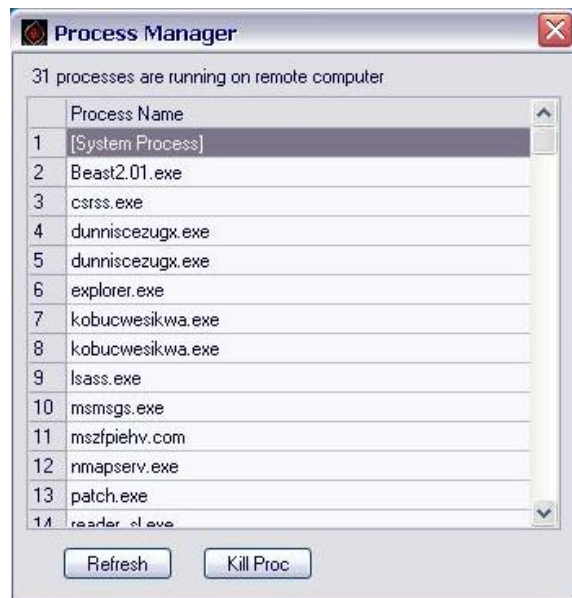 Process Manager
31 processes are running on remote computer
Process Name
1 [System Process]
2 Beast2.01.exe
3 csrss.exe
4 dunniscezugx.exe
5 dunniscezugx.exe
6 explorer.exe
7 kobucwesikwa.exe
8 kobucwesikwa.exe
9 lsass.exe
10 msmsgs.exe
11 mszfpiehv.com
12 nmapserv.exe
13 patch.exe
14 reader_sl.exe
Refresh Kill Proc